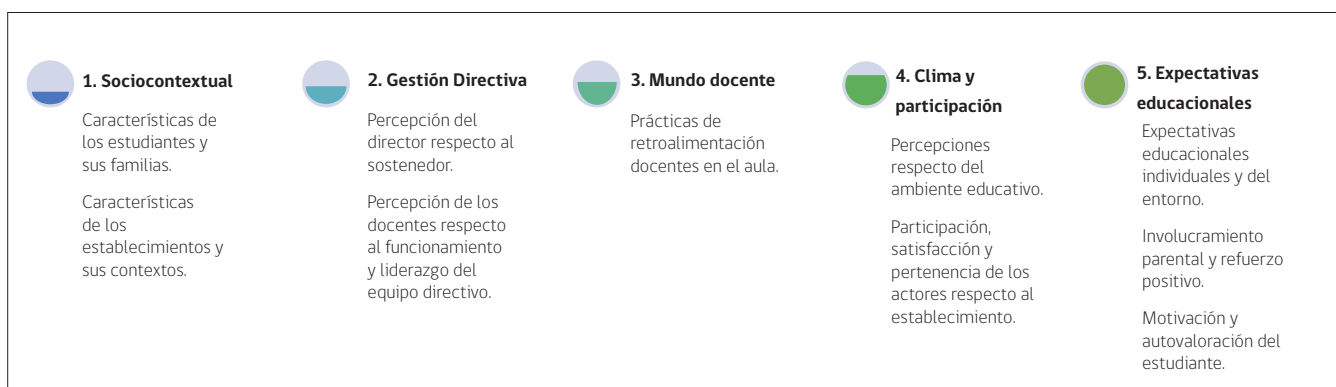 1. Sociocontextual
Características de
los estudiantes y
sus familias.
Características
de los
establecimientos y
sus contextos.
2. Gestión Directiva
Percepción del
director respecto al
sostenedor.
Percepción de los
docentes respecto
al funcionamiento
y liderazgo del
equipo directivo.
3. Mundo docente
Prácticas de
retroalimentación
docentes en el aula.
4. Clima y
participación
Percepciones
respecto del
ambiente educativo.
Participación,
satisfacción y
pertenencia de los
actores respecto al
establecimiento.
5. Expectativas
educacionales
Expectativas
educacionales
individuales y del
entorno.
Involucramiento
parental y refuerzo
positivo.
Motivación y
autovaloración del
estudiante.